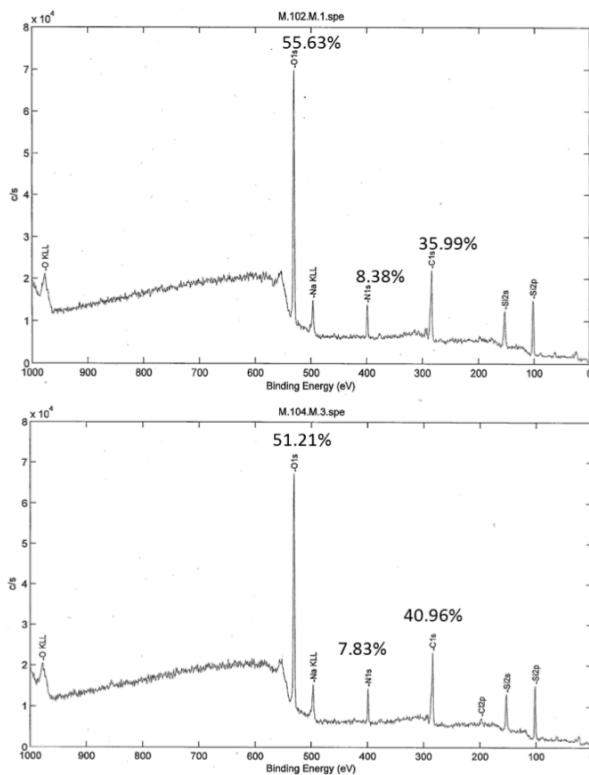 M.102.M.1.spe
x 10⁴
8
7
6
5
4
3
2
1
0
c/s
55.63%
-O1s
-O KLL
-Na KLL
8.38%
-N1s
35.99%
-C1s
-Si2s
-Si2p
1000 900 800 700 600 500 400 300 200 100
Binding Energy (eV)
M.104.M.3.spe
x 10⁴
8
7
6
5
4
3
2
1
0
c/s
51.21%
-O1s
-O KLL
-Na KLL
7.83%
-N1s
40.96%
-C1s
-Cl2p
-Si2s
-Si2p
1000 900 800 700 600 500 400 300 200 100
Binding Energy (eV)